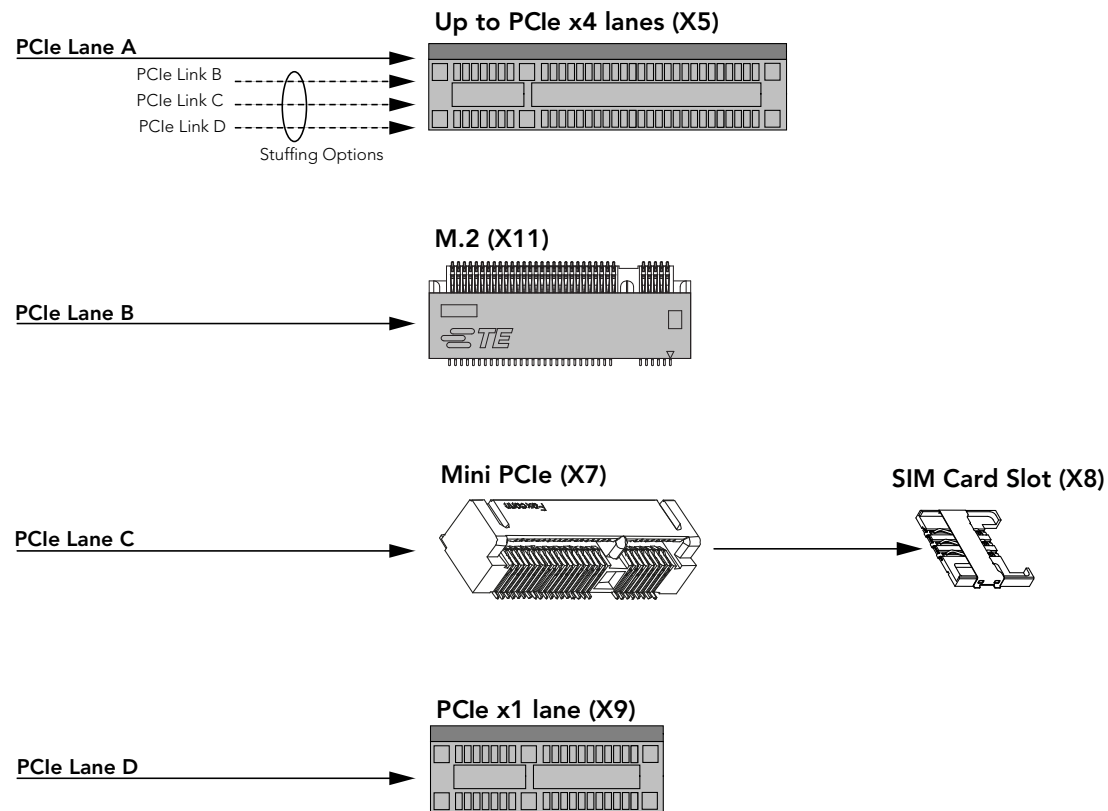 Up to PCIe x4 lanes (X5)
PCIe Lane A
PCIe Link B
PCIe Link C
PCIe Link D
Stuffing Options
M.2 (X11)
PCIe Lane B
TE
Mini PCIe (X7)
SIM Card Slot (X8)
Foxconn
PCIe Lane C
PCIe x1 lane (X9)
PCIe Lane D